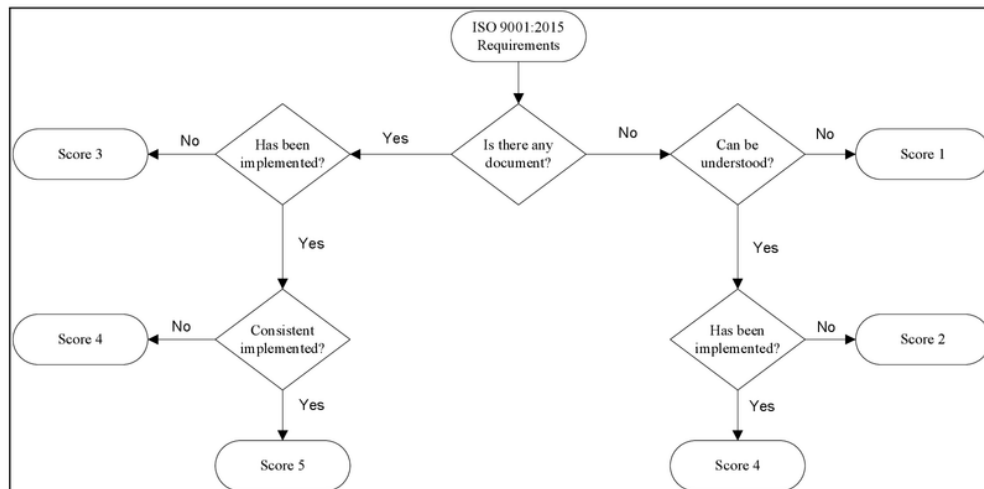 ISO 9001:2015
Requirements
Score 3
No
Has been
implemented?
Yes
Is there any
document?
No
Can be
understood?
No
Score 1
Yes
Yes
Score 4
No
Consistent
implemented?
Has been
implemented?
No
Score 2
Yes
Yes
Score 5
Score 4